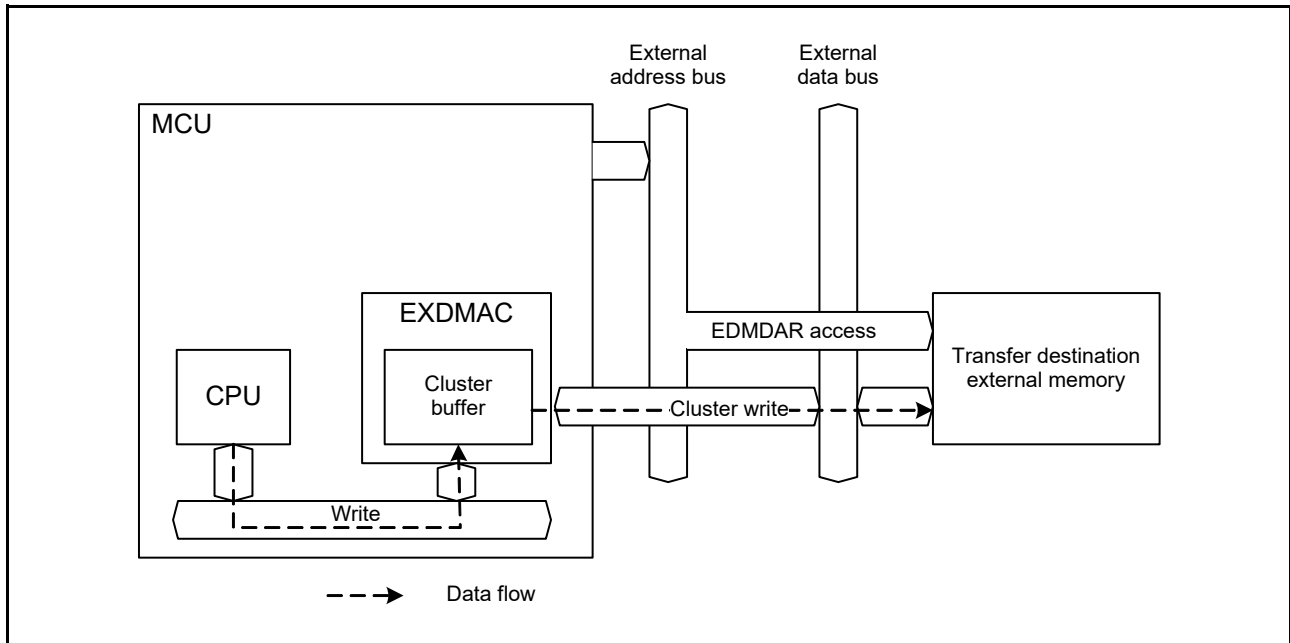 External
address bus
External
data bus
MCU
EXDMAC
EDMDAR access
Transfer destination
external memory
CPU
Cluster
buffer
Cluster write
Write
Data flow